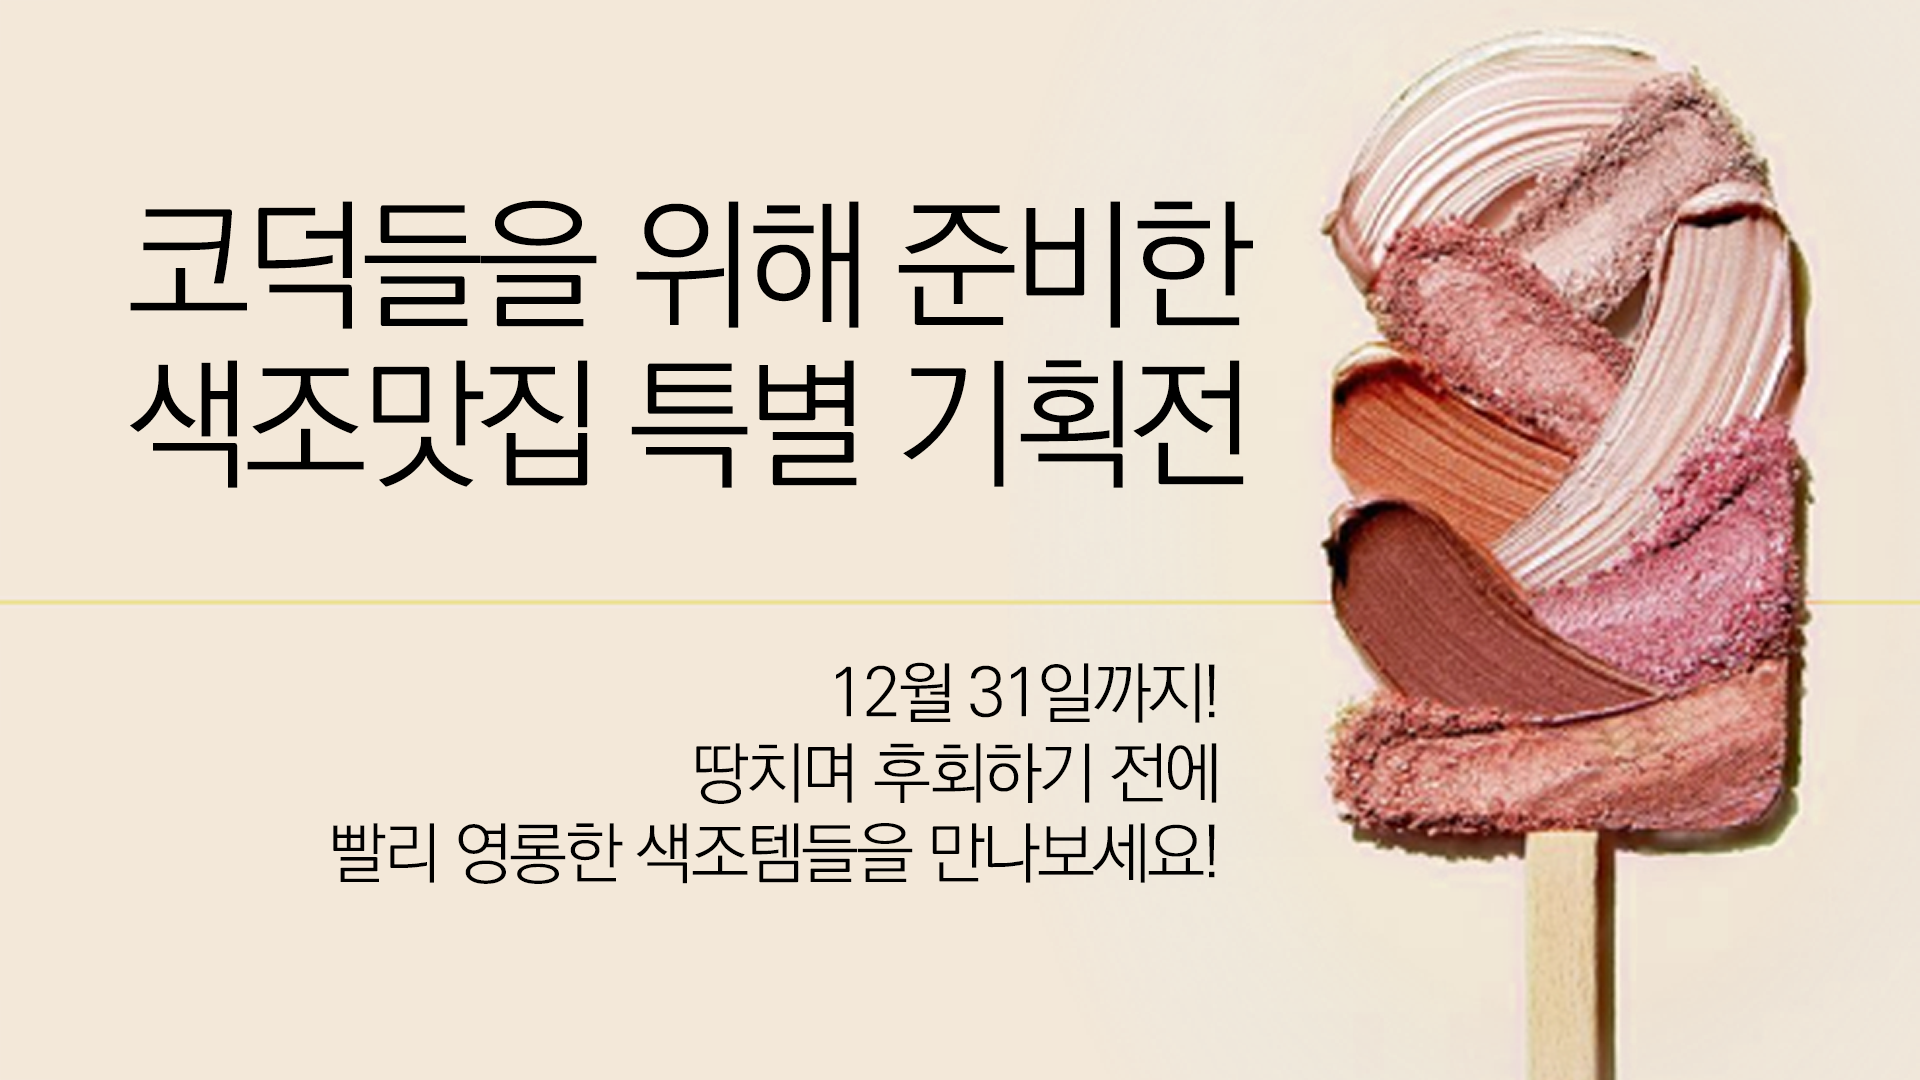 코덕들을 위해 준비한
색조맛집 특별 기획전
12월 31일까지!
땅치며 후회하기 전에
빨리 영롱한 색조템들을 만나보세요!